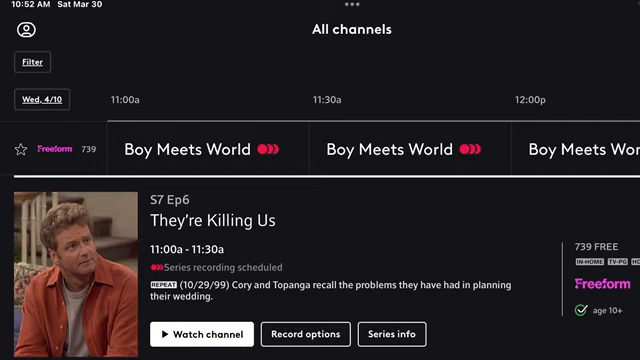 10:52 AM Sat Mar 30
All channels
Filter
Wed, 4/10
11:00a 11:30a 12:00p
Freeform 739 Boy Meets World Boy Meets World Boy Meets Wor
S7 Ep6
They're Killing Us
11:00a - 11:30a
Series recording scheduled
REPEAT (10/29/99) Cory and Topanga recall the problems they have had in planning
their wedding.
Watch channel Record options Series info
739 FREE
IN-HOME TV-PG HD
Freeform
age 10+